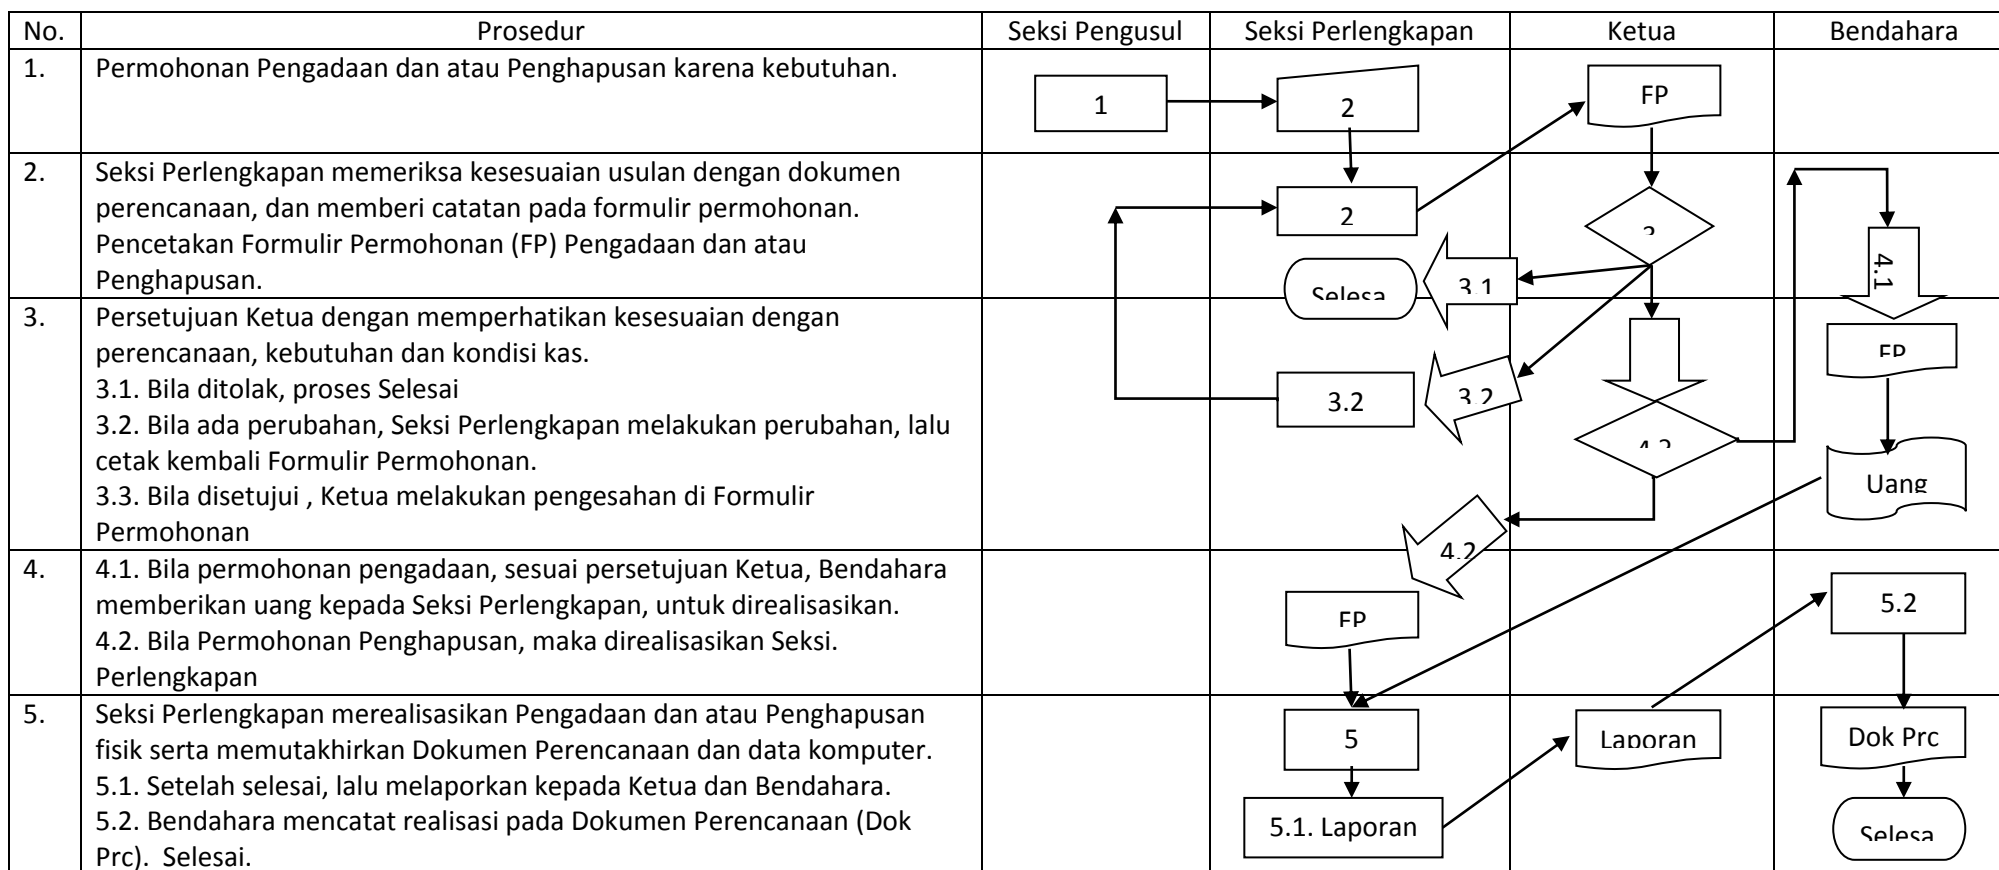 No. Prosedur Seksi Pengusul Seksi Perlengkapan Ketua Bendahara
1. Permohonan Pengadaan dan atau Penghapusan karena kebutuhan.
1
2
FP
2. Seksi Perlengkapan memeriksa kesesuaian usulan dengan dokumen
perencanaan, dan memberi catatan pada formulir permohonan.
Pencetakan Formulir Permohonan (FP) Pengadaan dan atau
Penghapusan.
2
4.1
Selesa
3.1
3. Persetujuan Ketua dengan memperhatikan kesesuaian dengan
perencanaan, kebutuhan dan kondisi kas.
3.1. Bila ditolak, proses Selesai
3.2. Bila ada perubahan, Seksi Perlengkapan melakukan perubahan, lalu
cetak kembali Formulir Permohonan.
3.3. Bila disetujui , Ketua melakukan pengesahan di Formulir
Permohonan
FP
3.2
3.2
Uang
4.2
4. 4.1. Bila permohonan pengadaan, sesuai persetujuan Ketua, Bendahara
memberikan uang kepada Seksi Perlengkapan, untuk direalisasikan.
4.2. Bila Permohonan Penghapusan, maka direalisasikan Seksi.
Perlengkapan
FP
5.2
5. Seksi Perlengkapan merealisasikan Pengadaan dan atau Penghapusan
fisik serta memutakhirkan Dokumen Perencanaan dan data komputer.
5.1. Setelah selesai, lalu melaporkan kepada Ketua dan Bendahara.
5.2. Bendahara mencatat realisasi pada Dokumen Perencanaan (Dok
Prc). Selesai.
5
Laporan
Dok Prc
5.1. Laporan
Selesa